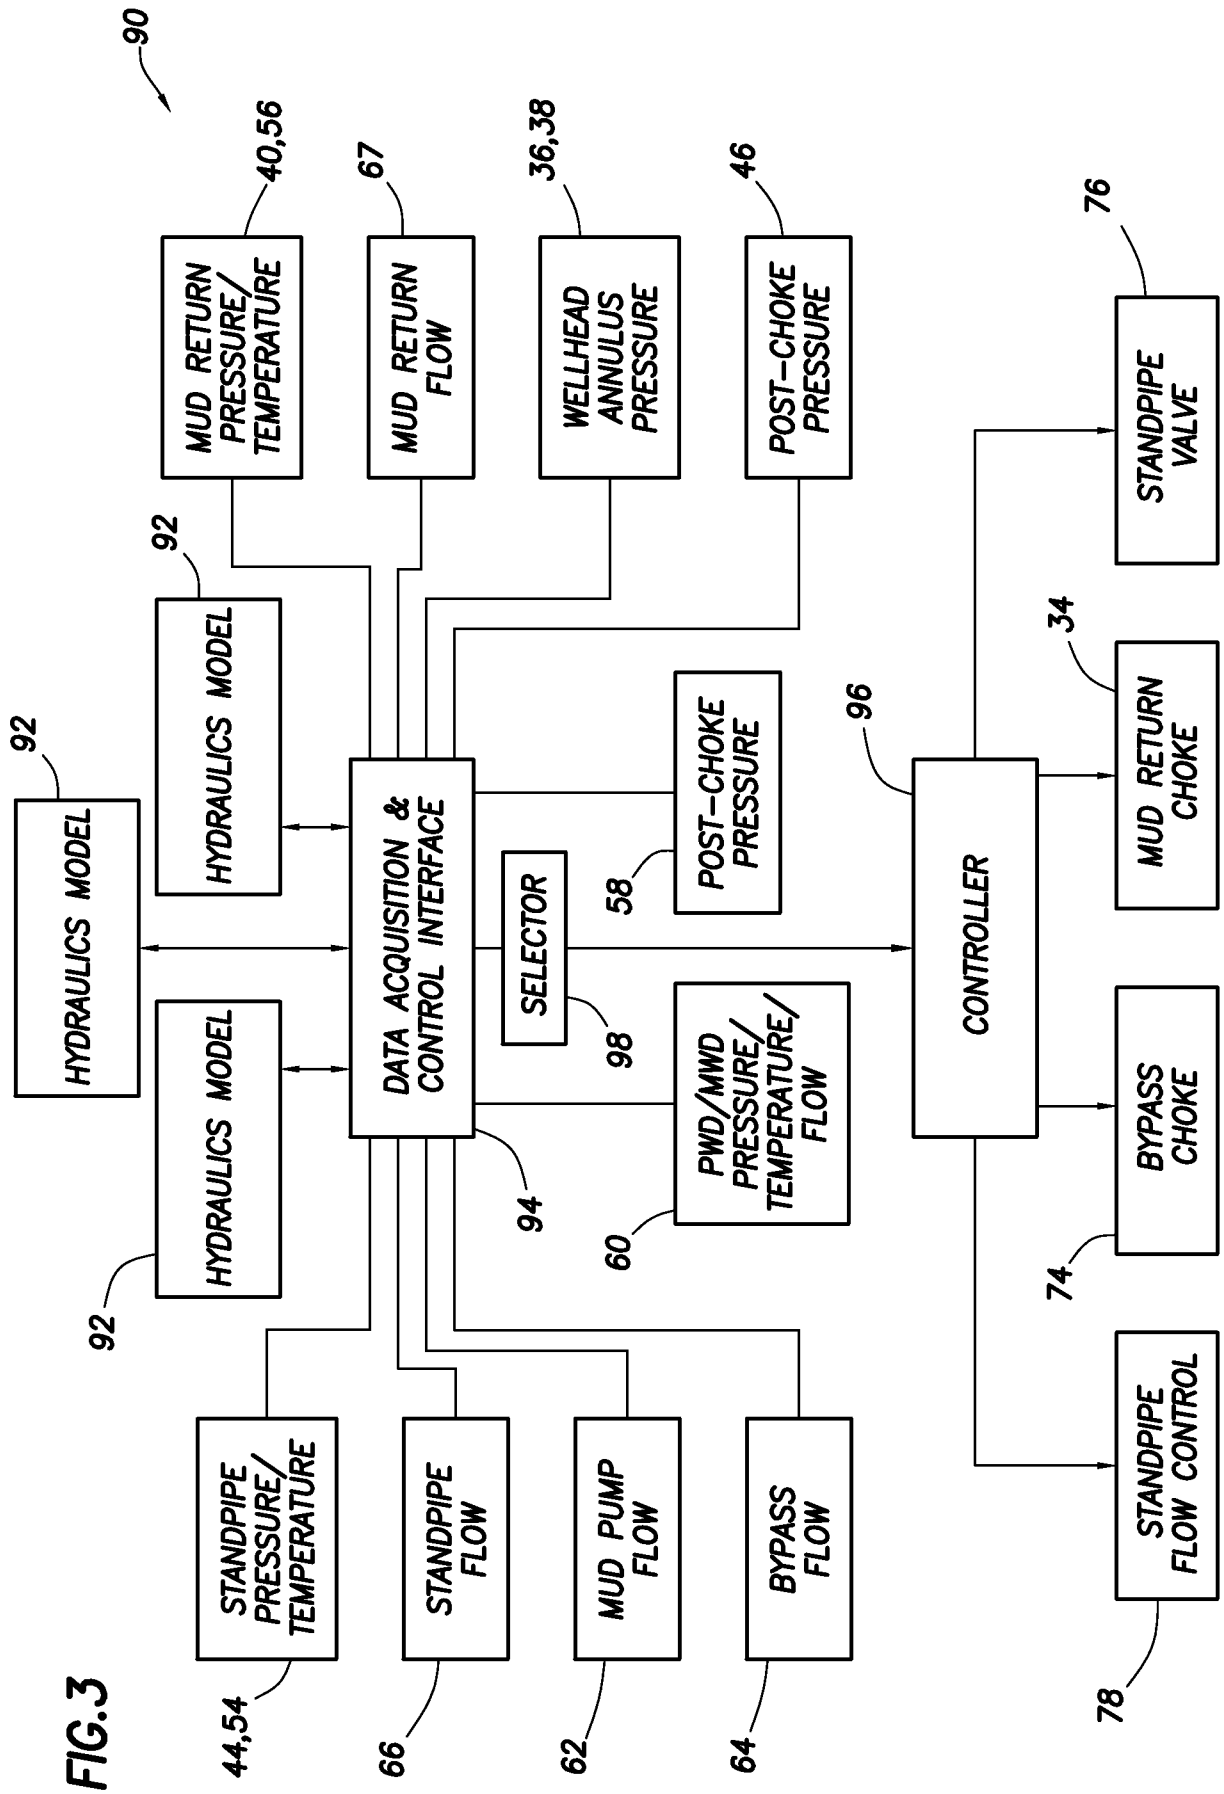 FIG.3
90
92
HYDRAULICS MODEL
92
HYDRAULICS MODEL
92
HYDRAULICS MODEL
44,54
STANDPIPE
PRESSURE/
TEMPERATURE
66
STANDPIPE
FLOW
62
MUD PUMP
FLOW
64
BYPASS
FLOW
DATA ACQUISITION &
CONTROL INTERFACE
94
SELECTOR
98
MUD RETURN
PRESSURE/
TEMPERATURE
40,56
MUD RETURN
FLOW
67
WELLHEAD
ANNULUS
PRESSURE
36,38
POST-CHOKE
PRESSURE
46
60
PWD/MWD
PRESSURE/
TEMPERATURE/
FLOW
58
POST-CHOKE
PRESSURE
CONTROLLER
96
78
STANDPIPE
FLOW CONTROL
74
BYPASS
CHOKE
34
MUD RETURN
CHOKE
76
STANDPIPE
VALVE